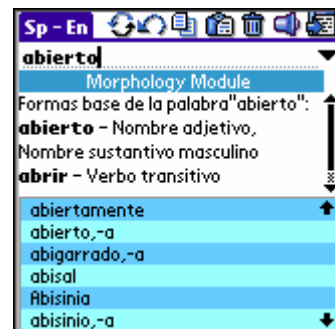 Sp - En
abierto
Morphology Module
Formas base de la palabra"abierto":
abierto - Nombre adjetivo,
Nombre sustantivo masculino
abrir - Verbo transitivo
abiertamente
abierto,-a
abigarrado,-a
abisal
Abisinia
abisinio,-a